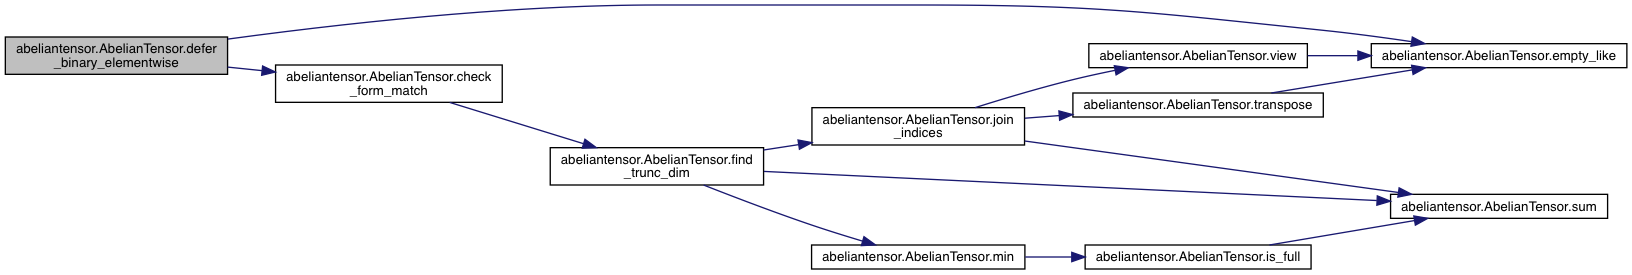 abeliantensor.AbelianTensor.defer
_binary_elementwise
abeliantensor.AbelianTensor.check
_form_match
abeliantensor.AbelianTensor.find
_trunc_dim
abeliantensor.AbelianTensor.join
_indices
abeliantensor.AbelianTensor.view
abeliantensor.AbelianTensor.empty_like
abeliantensor.AbelianTensor.transpose
abeliantensor.AbelianTensor.sum
abeliantensor.AbelianTensor.min
abeliantensor.AbelianTensor.is_full